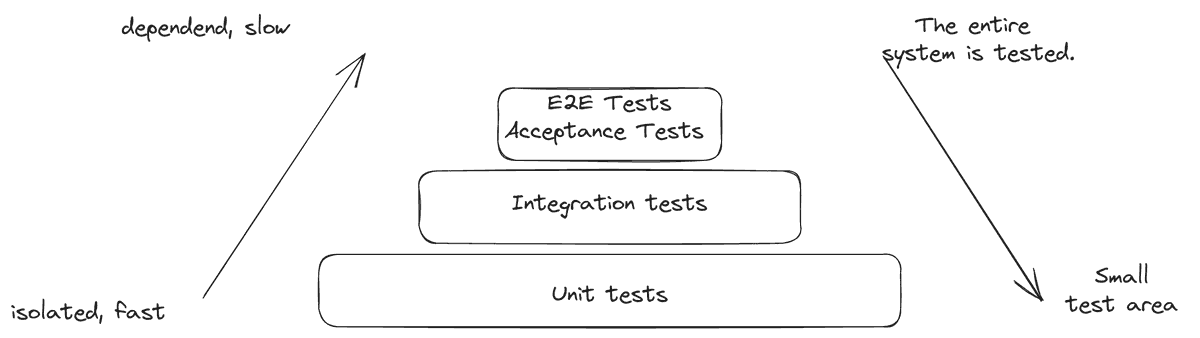 dependend, slow
The entire
system is tested.
E2E Tests
Acceptance Tests
Integration tests
Unit tests
isolated, fast
Small
test area